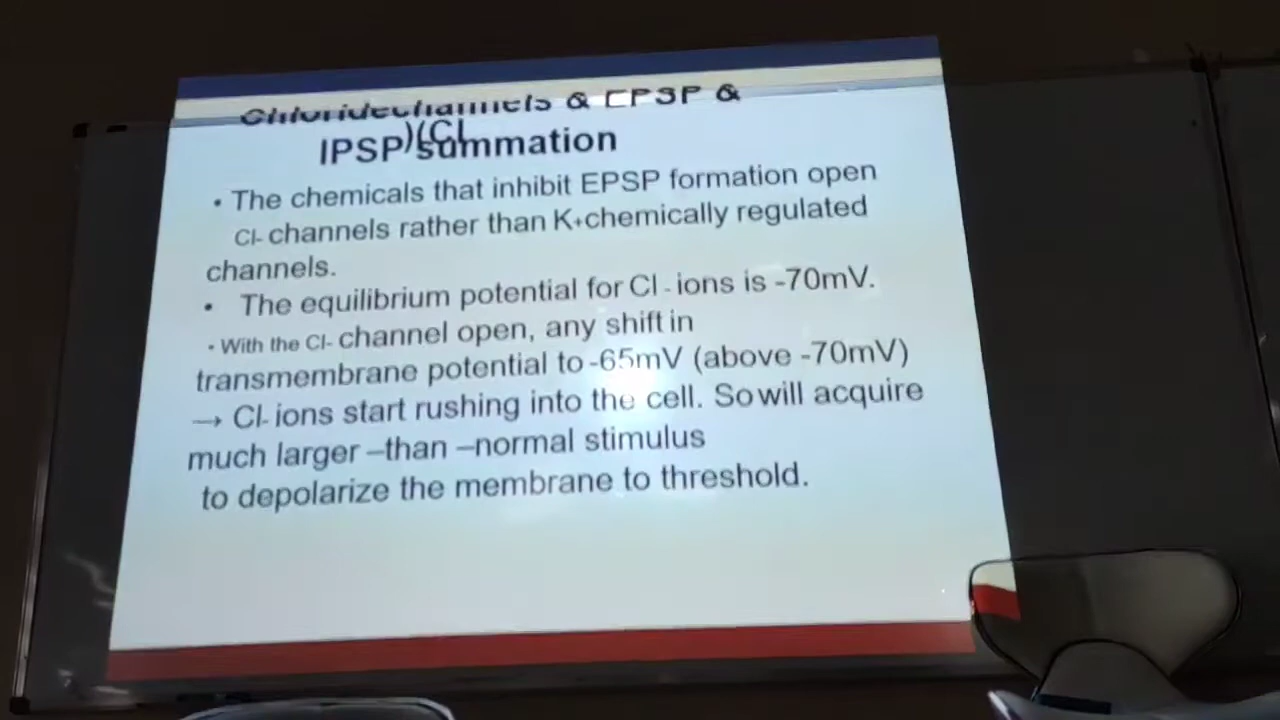 Chloridechannels & EPSP &
)(Cl
IPSP summation
• The chemicals that inhibit EPSP formation open
Cl- channels rather than K+chemically regulated
channels.
• The equilibrium potential for Cl - ions is -70mV.
• With the Cl- channel open, any shift in
transmembrane potential to -65mV (above -70mV)
→ Cl- ions start rushing into the cell. So will acquire
much larger –than –normal stimulus
to depolarize the membrane to threshold.